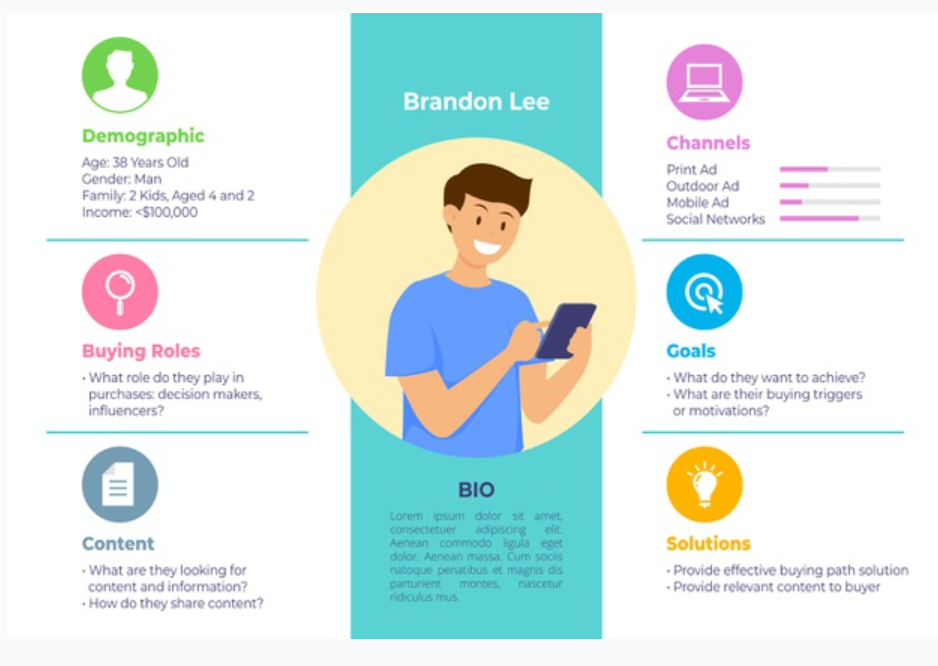 Demographic
Age: 38 Years Old
Gender: Man
Family: 2 Kids, Aged 4 and 2
Income: <$100,000
Buying Roles
• What role do they play in
purchases: decision makers,
influencers?
Content
• What are they looking for
content and information?
• How do they share content?
Brandon Lee
BIO
Lorem ipsum dolor sit amet,
consectetuer adipiscing elit.
Aenean commodo ligula eget
dolor. Aenean massa. Cum sociis
natoque penatibus et magnis dis
parturient montes, nascetur
ridiculus mus.
Channels
Print Ad
Outdoor Ad
Mobile Ad
Social Networks
Goals
• What do they want to achieve?
• What are their buying triggers
or motivations?
Solutions
• Provide effective buying path solution
• Provide relevant content to buyer